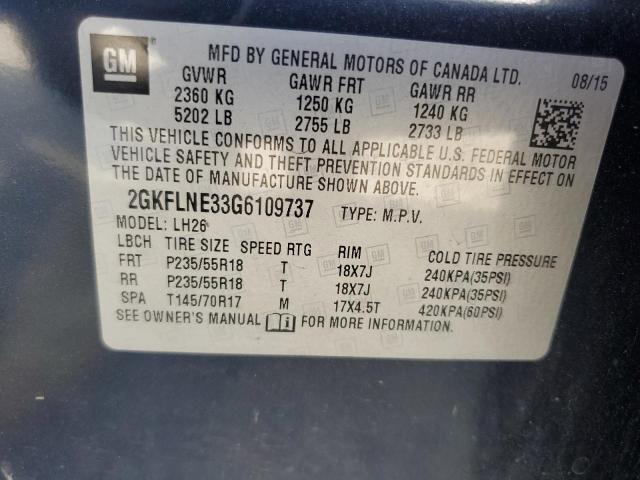 GM
MFD BY GENERAL MOTORS OF CANADA LTD.
GVWR GAWR FRT GAWR RR 08/15
2360 KG 1250 KG 1240 KG
5202 LB 2755 LB 2733 LB
THIS VEHICLE CONFORMS TO ALL APPLICABLE U.S. FEDERAL MOTOR
VEHICLE SAFETY AND THEFT PREVENTION STANDARDS IN EFFECT ON
THE DATE OF MANUFACTURE SHOWN ABOVE.
2GKFLNE33G6109737 TYPE: M.P.V.
MODEL: LH26
LBCH TIRE SIZE SPEED RTG RIM COLD TIRE PRESSURE
FRT P235/55R18 T 18X7J 240KPA(35PSI)
RR P235/55R18 T 18X7J 240KPA(35PSI)
SPA T145/70R17 M 17X4.5T 420KPA(60PSI)
SEE OWNER'S MANUAL FOR MORE INFORMATION.